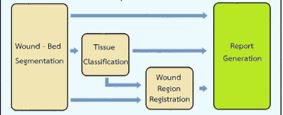 Wound - Bed
Segmentation
Tissue
Classification
Wound
Region
Registration
Report
Generation